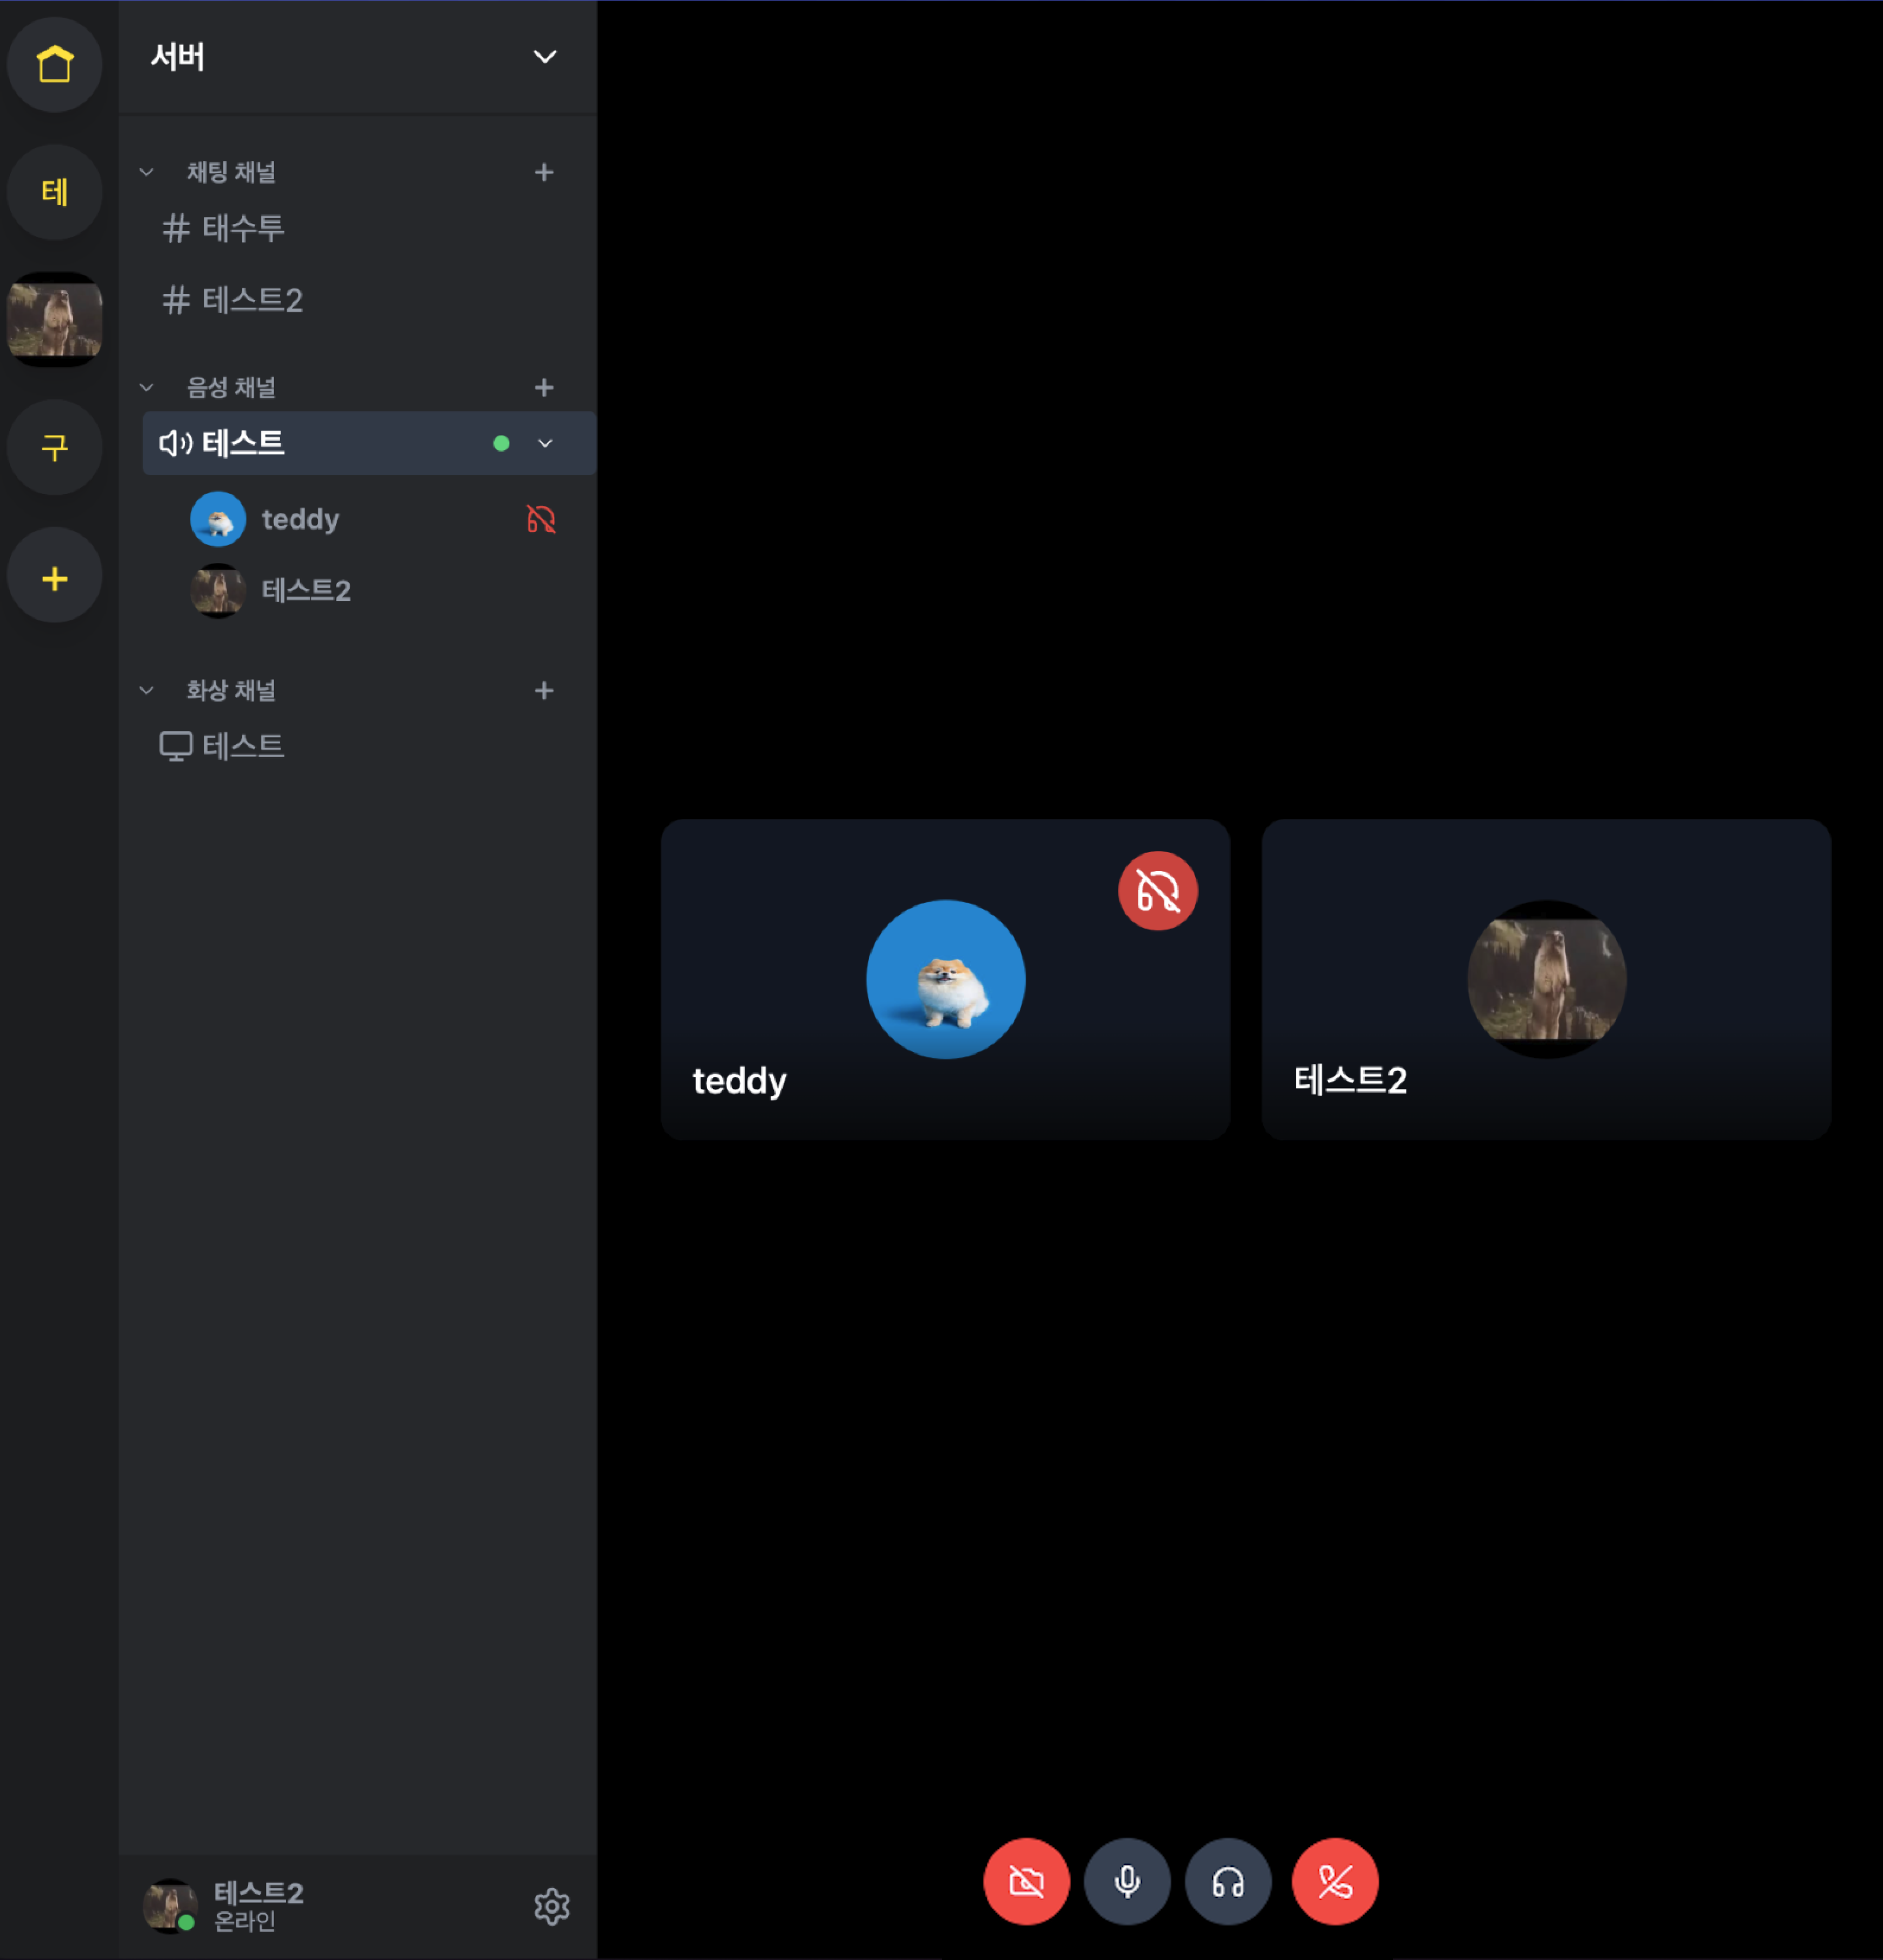 테
구
서버
채팅 채널
태수투
테스트2
음성 채널
테스트
teddy
테스트2
화상 채널
테스트
테스트2
온라인
teddy
테스트2